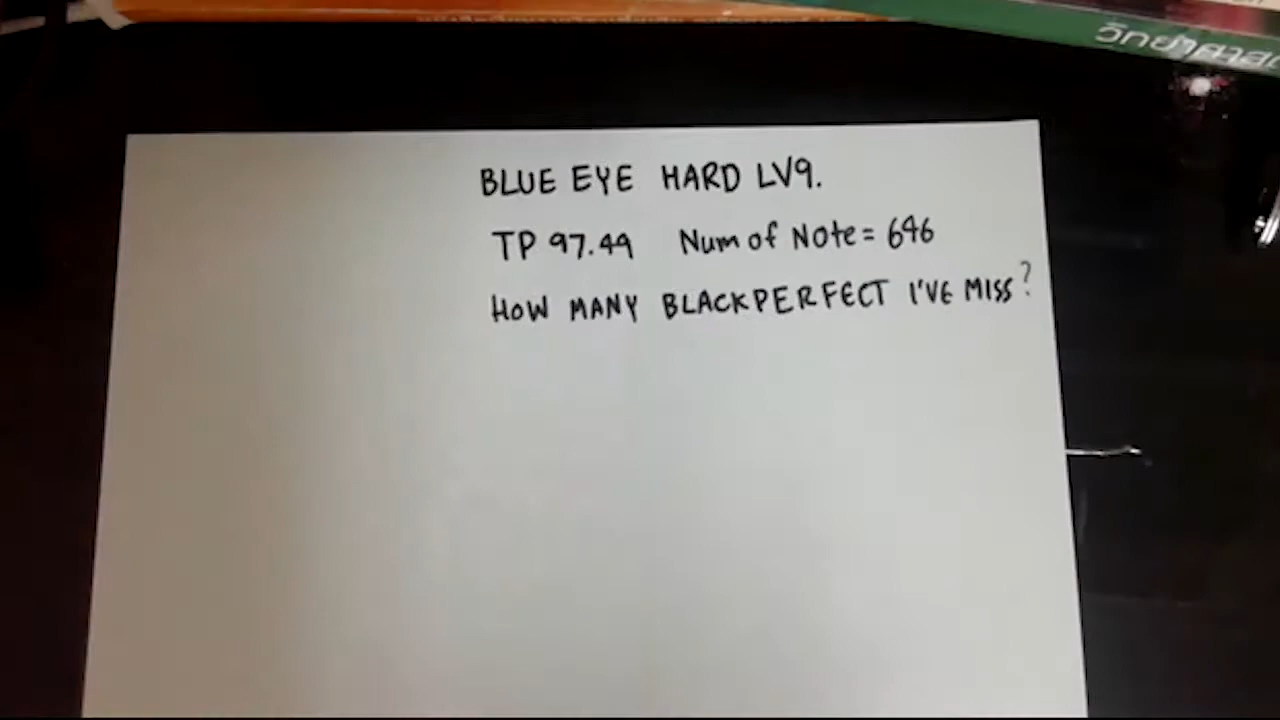 BLUE EYE HARD LV9.
TP 97.49 Num of Note = 646
HOW MANY BLACKPERFECT I'VE MISS?